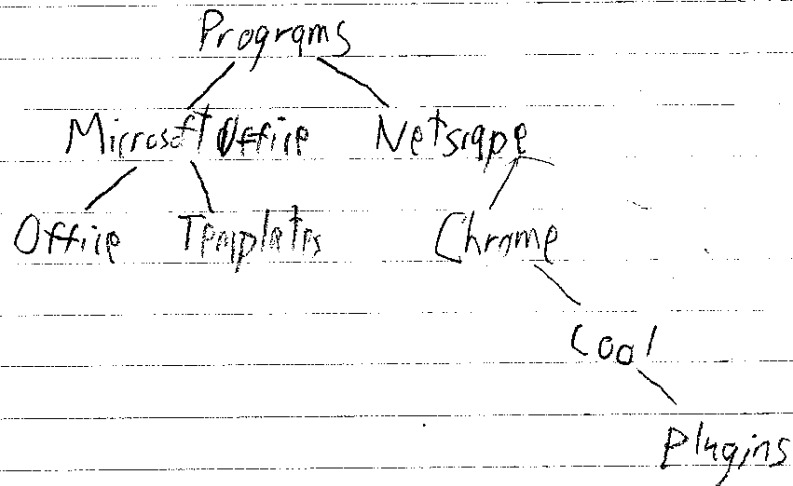 Programs
Microsoft Office Netscape
Office Templates Chrome
Cool
Plugins